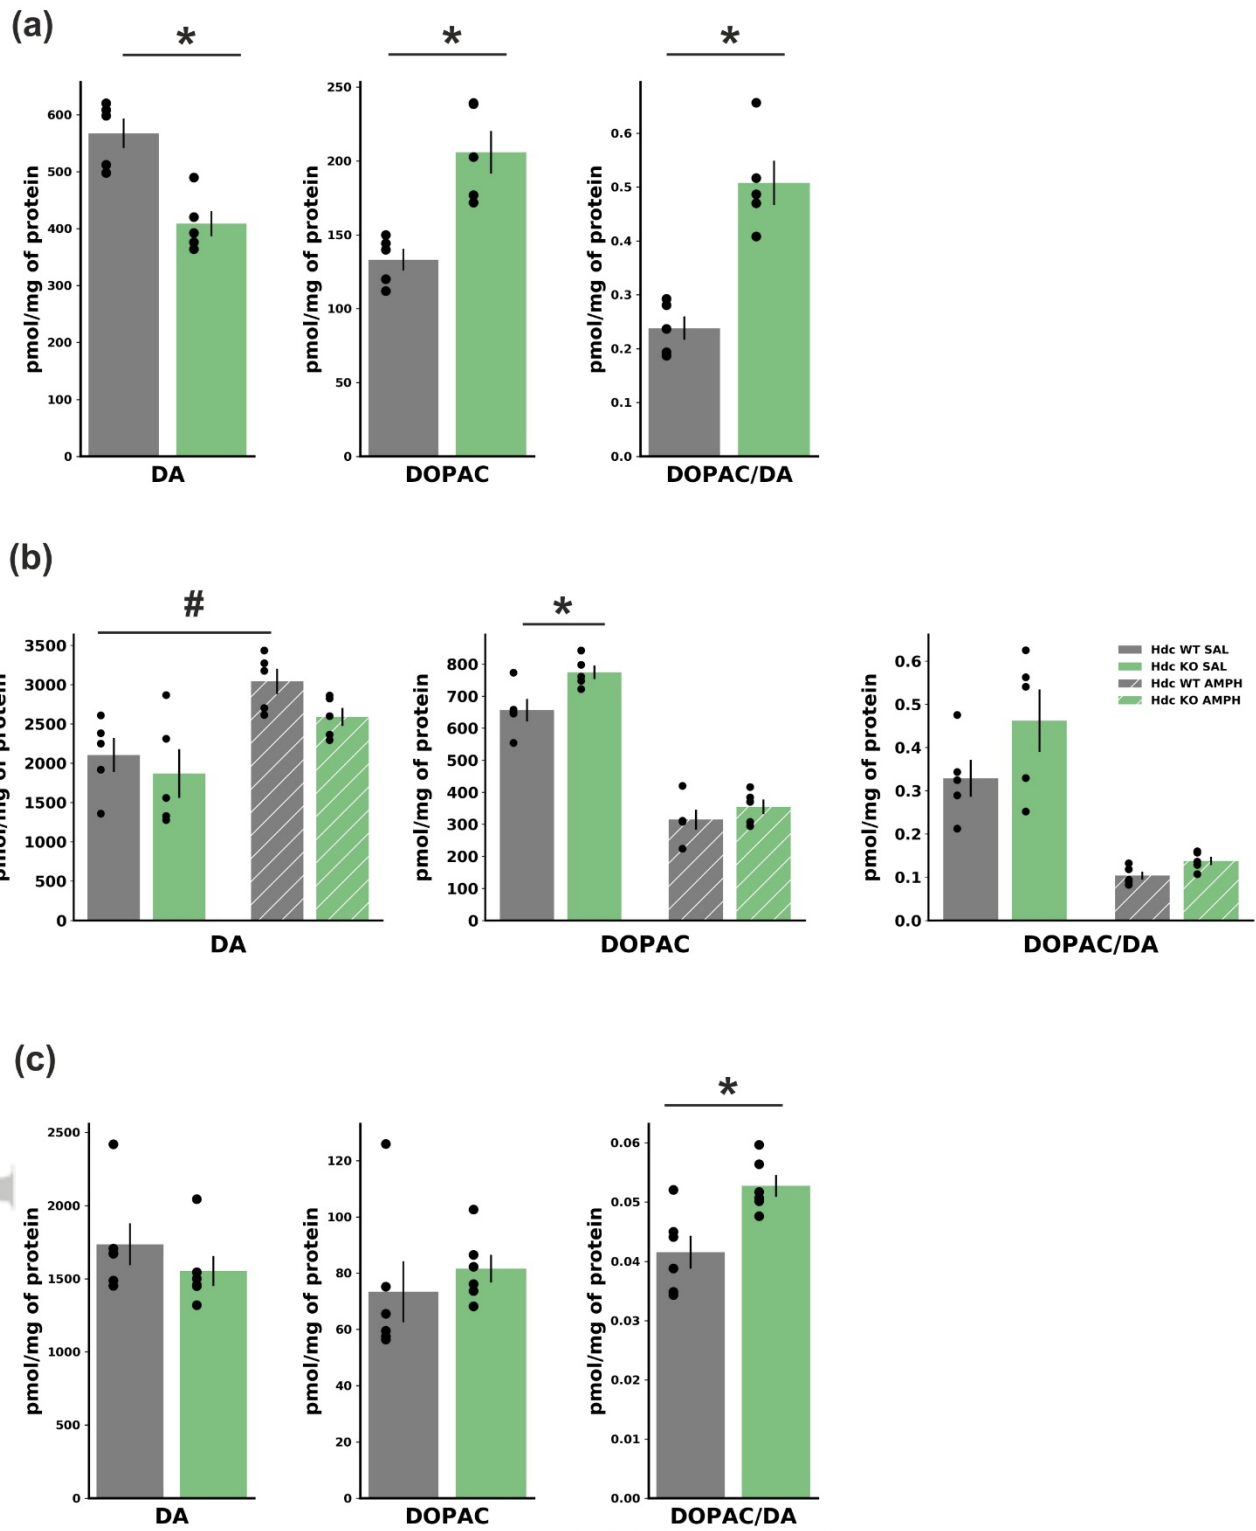 (a)
* * *
pmol/mg of protein
600
500
400
300
200
100
0
DA
pmol/mg of protein
250
200
150
100
50
0
DOPAC
pmol/mg of protein
0.6
0.5
0.4
0.3
0.2
0.1
0.0
DOPAC/DA
(b)
#
pmol/mg of protein
3500
3000
2500
2000
1500
1000
500
0
DA
*
pmol/mg of protein
800
700
600
500
400
300
200
100
0
DOPAC
0.6
0.5
0.4
0.3
0.2
0.1
0.0
DOPAC/DA
Hdc WT SAL
Hdc KO SAL
Hdc WT AMPH
Hdc KO AMPH
(c)
pmol/mg of protein
2500
2000
1500
1000
500
0
DA
pmol/mg of protein
120
100
80
60
40
20
0
DOPAC
*
pmol/mg of protein
0.06
0.05
0.04
0.03
0.02
0.01
0.00
DOPAC/DA